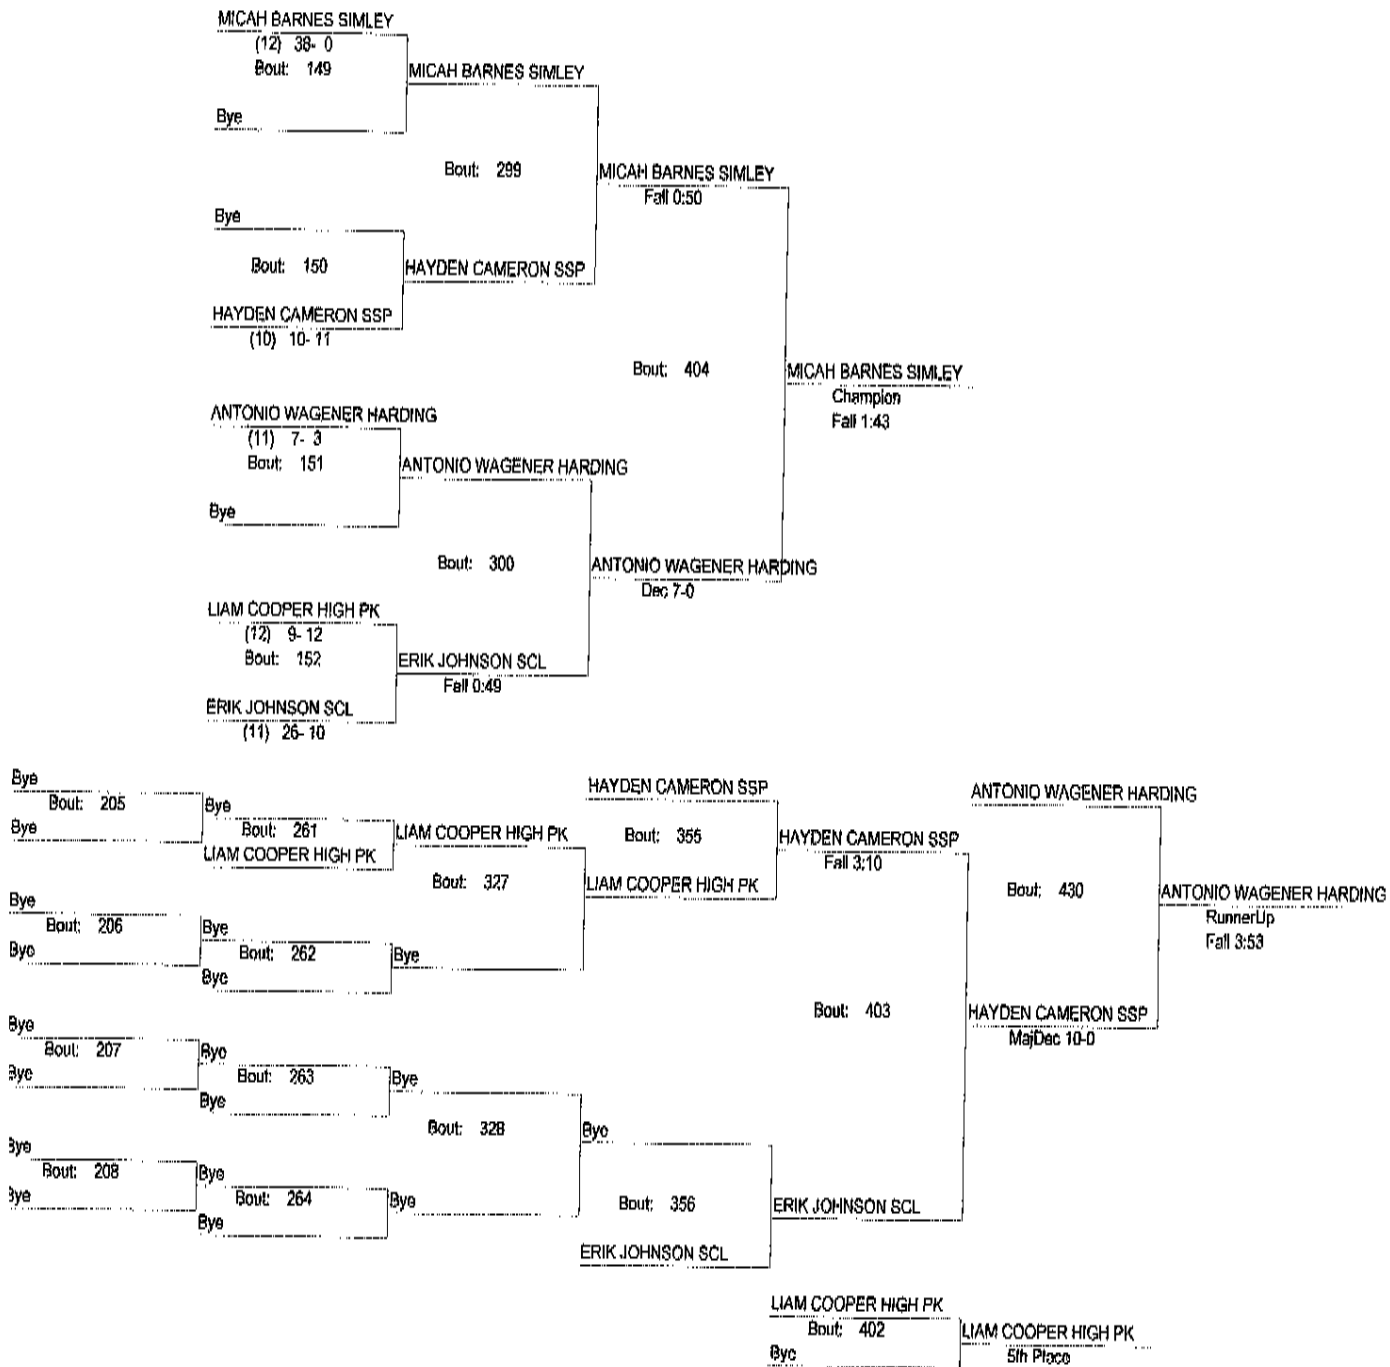 MICAH BARNES SIMLEY
(12) 38- 0
Bout: 149
MICAH BARNES SIMLEY
Bye
Bout: 299
MICAH BARNES SIMLEY
Fall 0:50
Bye
Bout: 150
HAYDEN CAMERON SSP
HAYDEN CAMERON SSP
(10) 10- 11
Bout: 404
MICAH BARNES SIMLEY
Champion
Fall 1:43
ANTONIO WAGENER HARDING
(11) 7- 3
Bout: 151
ANTONIO WAGENER HARDING
Bye
Bout: 300
ANTONIO WAGENER HARDING
Dec 7-0
LIAM COOPER HIGH PK
(12) 9- 12
Bout: 152
ERIK JOHNSON SCL
Fall 0:49
ERIK JOHNSON SCL
(11) 26- 10
Bye
Bout: 205
Bye
Bye
Bout: 261
LIAM COOPER HIGH PK
LIAM COOPER HIGH PK
Bout: 327
HAYDEN CAMERON SSP
Bout: 355
LIAM COOPER HIGH PK
HAYDEN CAMERON SSP
Fall 3:10
ANTONIO WAGENER HARDING
Bout: 430
ANTONIO WAGENER HARDING
RunnerUp
Fall 3:53
Bye
Bout: 206
Bye
Bye
Bout: 262
Bye
Bye
Bout: 403
HAYDEN CAMERON SSP
MajDec 10-0
Bye
Bout: 207
Bye
Bye
Bout: 263
Bye
Bye
Bout: 328
Bye
Bye
Bout: 208
Bye
Bye
Bout: 264
Bye
Bye
Bout: 356
ERIK JOHNSON SCL
ERIK JOHNSON SCL
LIAM COOPER HIGH PK
Bout: 402
Bye
LIAM COOPER HIGH PK
5th Place